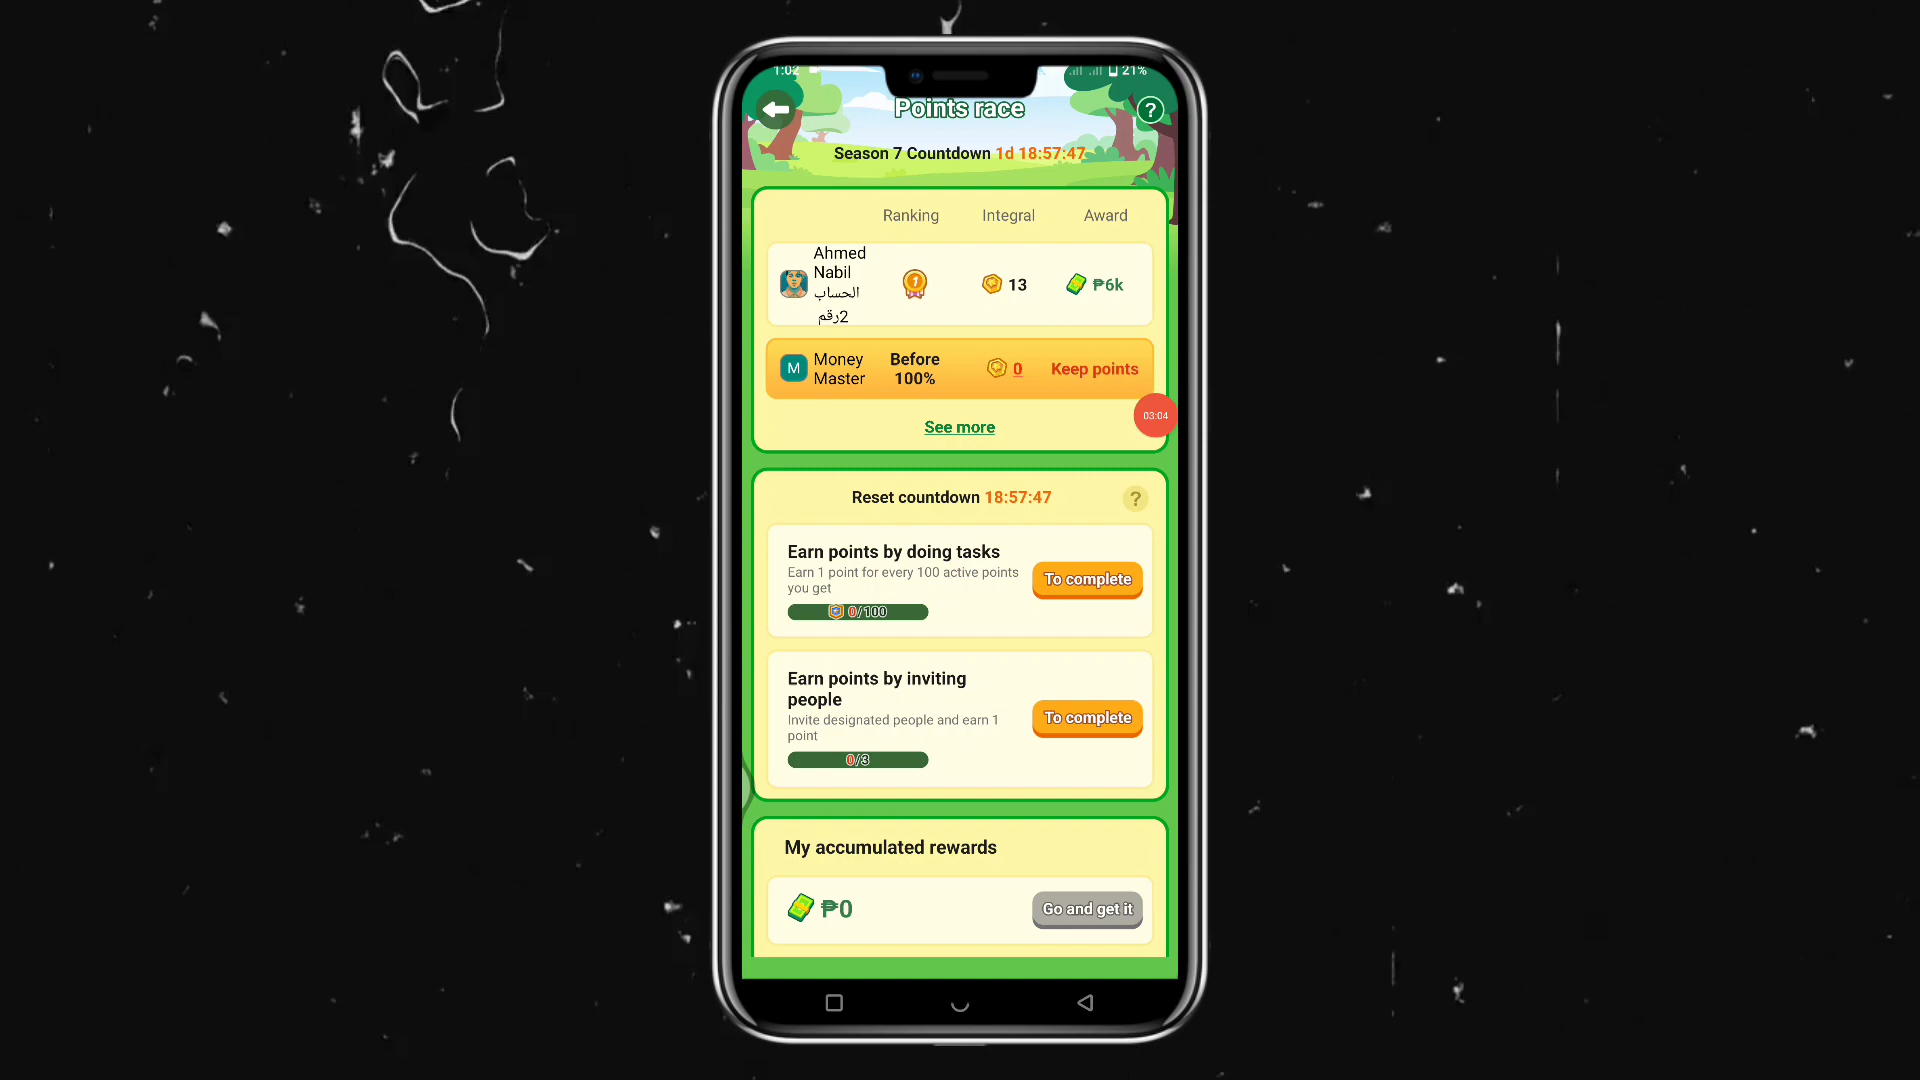 1:02
21%
Points race
?
Season 7 Countdown 1d 18:57:47
Ranking Integral Award
Ahmed
Nabil
الحساب
رقم2
1
13
₱6k
M
Money
Master
Before
100%
0
Keep points
03:04
See more
Reset countdown 18:57:47
?
Earn points by doing tasks
Earn 1 point for every 100 active points
you get
0/100
To complete
Earn points by inviting
people
Invite designated people and earn 1
point
0/3
To complete
My accumulated rewards
₱0
Go and get it